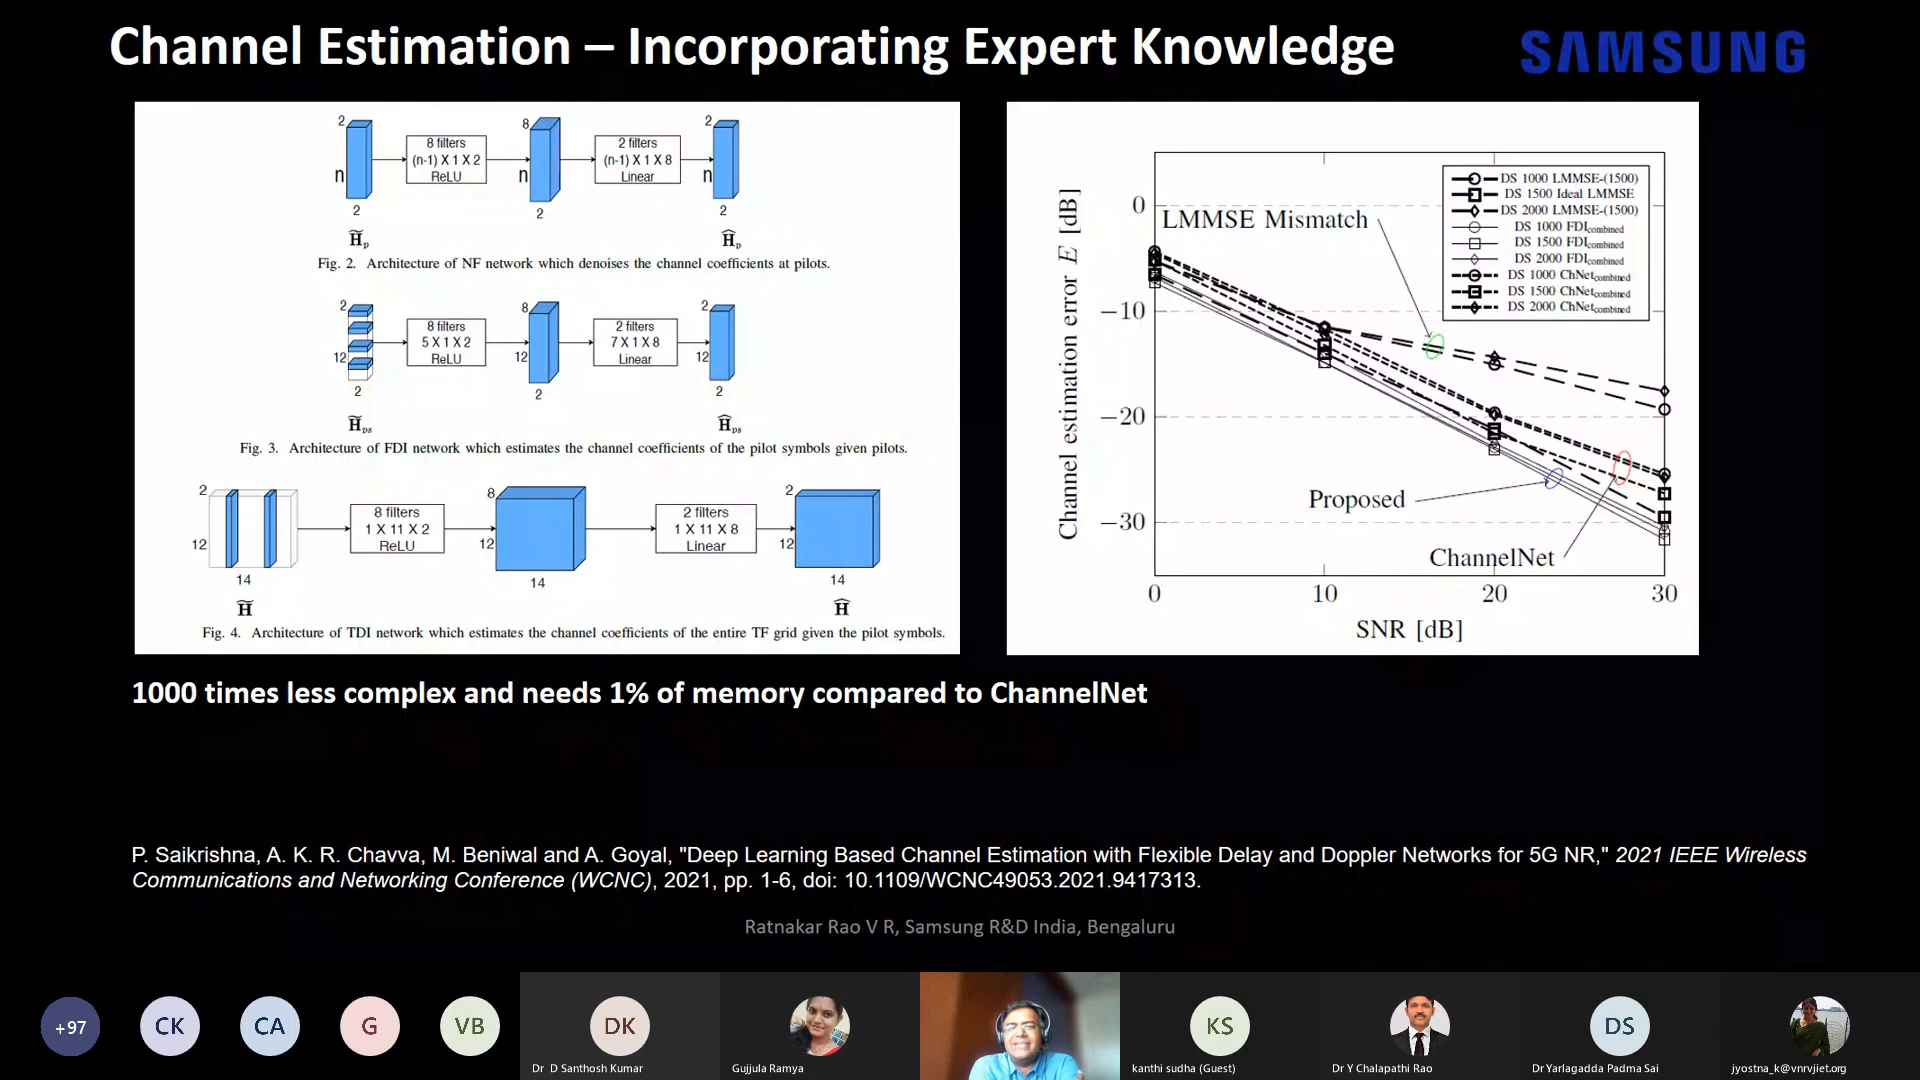 Channel Estimation – Incorporating Expert Knowledge
SAMSUNG
2
n
2
H̃p
8 filters
(n-1) X 1 X 2
ReLU
8
n
2
2 filters
(n-1) X 1 X 8
Linear
2
n
2
Ĥp
Fig. 2. Architecture of NF network which denoises the channel coefficients at pilots.
2
12
2
H̃ps
8 filters
5 X 1 X 2
ReLU
8
12
2
2 filters
7 X 1 X 8
Linear
2
12
2
Ĥps
Fig. 3. Architecture of FDI network which estimates the channel coefficients of the pilot symbols given pilots.
2
12
14
H̃
8 filters
1 X 11 X 2
ReLU
8
12
14
2 filters
1 X 11 X 8
Linear
2
12
14
Ĥ
Fig. 4. Architecture of TDI network which estimates the channel coefficients of the entire TF grid given the pilot symbols.
Channel estimation error E [dB]
0
−10
−20
−30
LMMSE Mismatch
DS 1000 LMMSE-(1500)
DS 1500 Ideal LMMSE
DS 2000 LMMSE-(1500)
DS 1000 FDIcombined
DS 1500 FDIcombined
DS 2000 FDIcombined
DS 1000 ChNetcombined
DS 1500 ChNetcombined
DS 2000 ChNetcombined
Proposed
ChannelNet
0 10 20 30
SNR [dB]
1000 times less complex and needs 1% of memory compared to ChannelNet
P. Saikrishna, A. K. R. Chavva, M. Beniwal and A. Goyal, "Deep Learning Based Channel Estimation with Flexible Delay and Doppler Networks for 5G NR," 2021 IEEE Wireless
Communications and Networking Conference (WCNC), 2021, pp. 1-6, doi: 10.1109/WCNC49053.2021.9417313.
Ratnakar Rao V R, Samsung R&D India, Bengaluru
+97
CK
CA
G
VB
DK
KS
DS
Dr D Santhosh Kumar
Gujjula Ramya
kanthi sudha (Guest)
Dr Y Chalapathi Rao
Dr Yarlagadda Padma Sai
jyostna_k@vnrvjiet.org